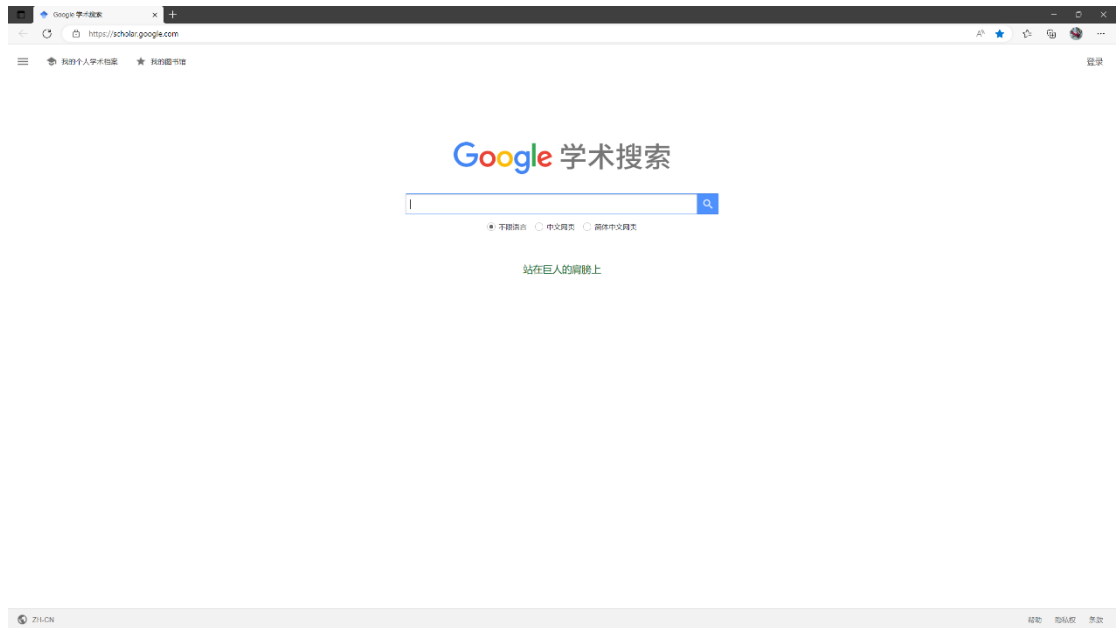 Google 学术搜索
https://scholar.google.com
我的个人学术档案 我的图书馆 登录
Google 学术搜索
不限语言 中文网页 简体中文网页
站在巨人的肩膀上
ZH-CN 帮助 隐私权 条款